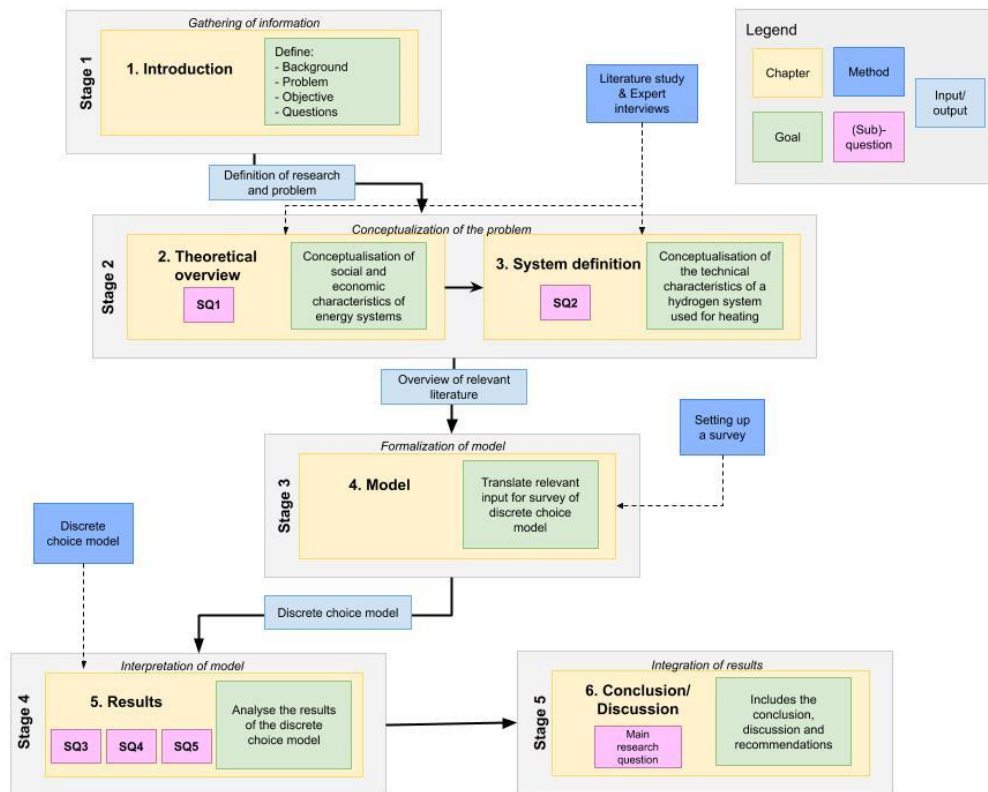 Gathering of information
Stage 1
1. Introduction
Define:
- Background
- Problem
- Objective
- Questions
Literature study
& Expert
interviews
Legend
Chapter
Method
Input/
output
Goal
(Sub)-
question
Definition of research
and problem
Conceptualization of the problem
Stage 2
2. Theoretical
overview
SQ1
Conceptualisation of
social and
economic
characteristics of
energy systems
3. System definition
SQ2
Conceptualisation of
the technical
characteristics of a
hydrogen system
used for heating
Overview of relevant
literature
Setting up
a survey
Formalization of model
Stage 3
4. Model
Translate relevant
input for survey of
discrete choice
model
Discrete
choice model
Discrete choice model
Interpretation of model
Stage 4
5. Results
SQ3
SQ4
SQ5
Analyse the results
of the discrete
choice model
Integration of results
Stage 5
6. Conclusion/
Discussion
Main
research
question
Includes the
conclusion,
discussion and
recommendations